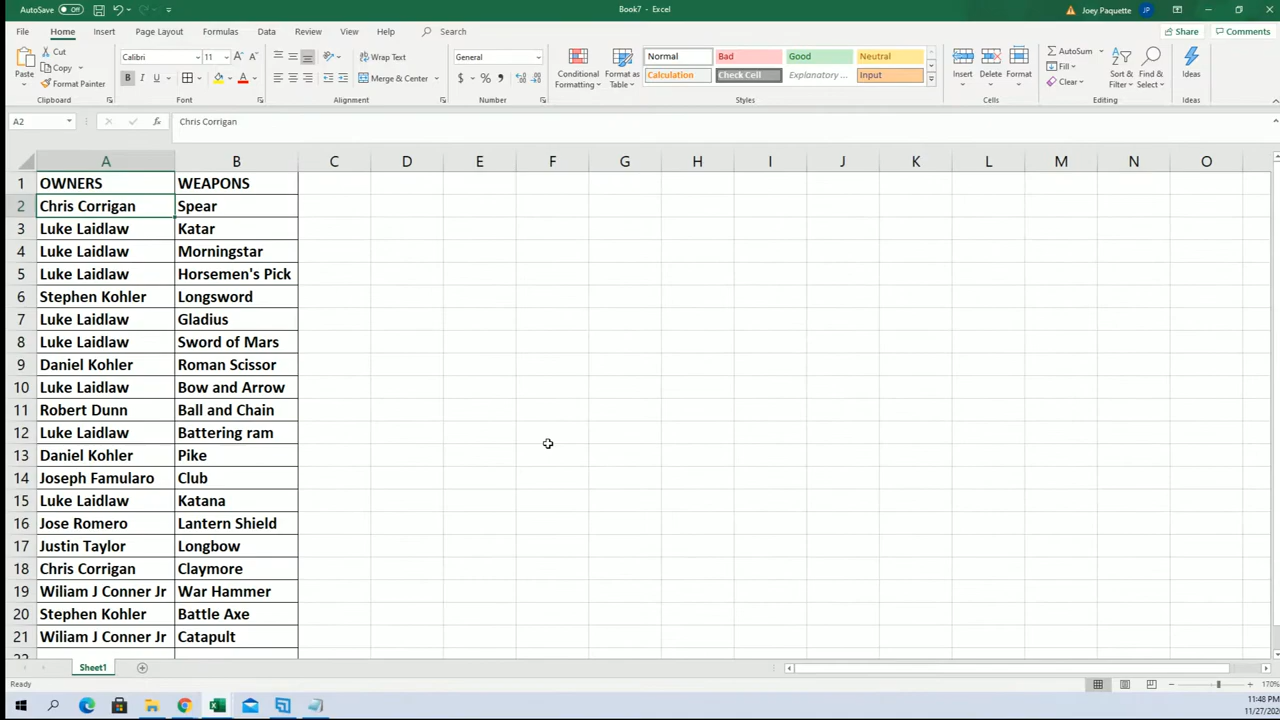 AutoSave Off Book7 - Excel Joey Paquette JP
File Home Insert Page Layout Formulas Data Review View Help Search Share Comments
Paste Cut Copy Format Painter Clipboard
Calibri 11 B I U A Font
Wrap Text Merge & Center Alignment
General $ % , Number
Conditional Formatting Format as Table
Normal Bad Good Neutral
Calculation Check Cell Explanatory ... Input
Styles
Insert Delete Format Cells
AutoSum Fill Clear Sort & Filter Find & Select Editing
Ideas Ideas
A2 fx Chris Corrigan
A B C D E F G H I J K L M N O
1 OWNERS WEAPONS
2 Chris Corrigan Spear
3 Luke Laidlaw Katar
4 Luke Laidlaw Morningstar
5 Luke Laidlaw Horsemen's Pick
6 Stephen Kohler Longsword
7 Luke Laidlaw Gladius
8 Luke Laidlaw Sword of Mars
9 Daniel Kohler Roman Scissor
10 Luke Laidlaw Bow and Arrow
11 Robert Dunn Ball and Chain
12 Luke Laidlaw Battering ram
13 Daniel Kohler Pike
14 Joseph Famularo Club
15 Luke Laidlaw Katana
16 Jose Romero Lantern Shield
17 Justin Taylor Longbow
18 Chris Corrigan Claymore
19 Wiliam J Conner Jr War Hammer
20 Stephen Kohler Battle Axe
21 Wiliam J Conner Jr Catapult
Sheet1
Ready 170%
11:48 PM